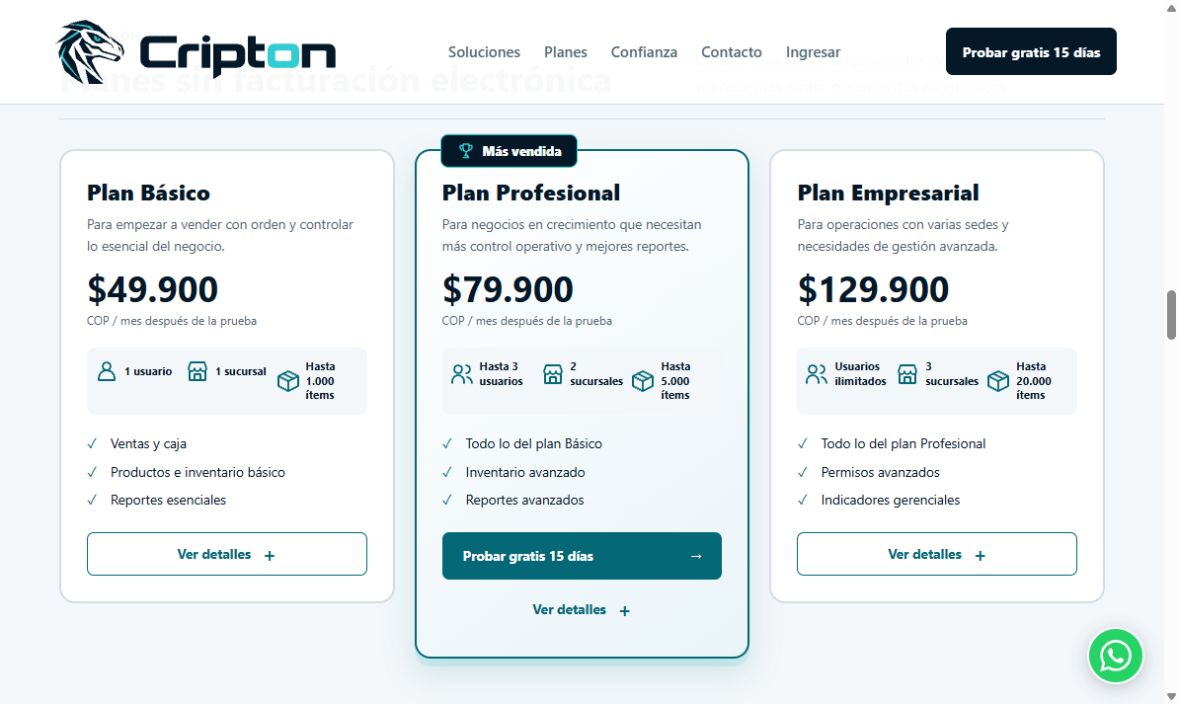 Cripton
Soluciones
Planes
Confianza
Contacto
Ingresar
Probar gratis 15 días
Planes sin facturación electrónica
no necesitas emitir documentos electrónicos
Más vendida
Plan Básico
Para empezar a vender con orden y controlar
lo esencial del negocio.
$49.900
COP / mes después de la prueba
1 usuario
1 sucursal
Hasta
1.000
ítems
✓ Ventas y caja
✓ Productos e inventario básico
✓ Reportes esenciales
Ver detalles +
Plan Profesional
Para negocios en crecimiento que necesitan
más control operativo y mejores reportes.
$79.900
COP / mes después de la prueba
Hasta 3
usuarios
2
sucursales
Hasta
5.000
ítems
✓ Todo lo del plan Básico
✓ Inventario avanzado
✓ Reportes avanzados
Probar gratis 15 días →
Ver detalles +
Plan Empresarial
Para operaciones con varias sedes y
necesidades de gestión avanzada.
$129.900
COP / mes después de la prueba
Usuarios
ilimitados
3
sucursales
Hasta
20.000
ítems
✓ Todo lo del plan Profesional
✓ Permisos avanzados
✓ Indicadores gerenciales
Ver detalles +